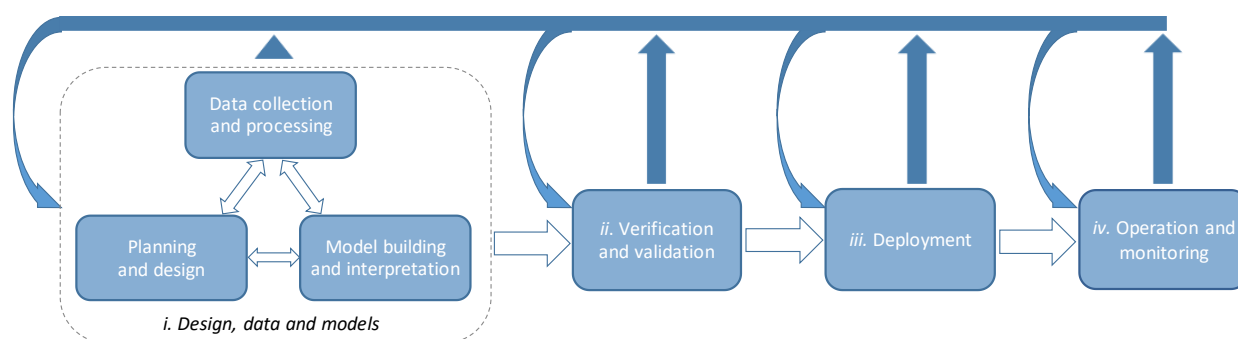 Data collection
and processing
Planning
and design
Model building
and interpretation
i. Design, data and models
ii. Verification
and validation
iii. Deployment
iv. Operation and
monitoring